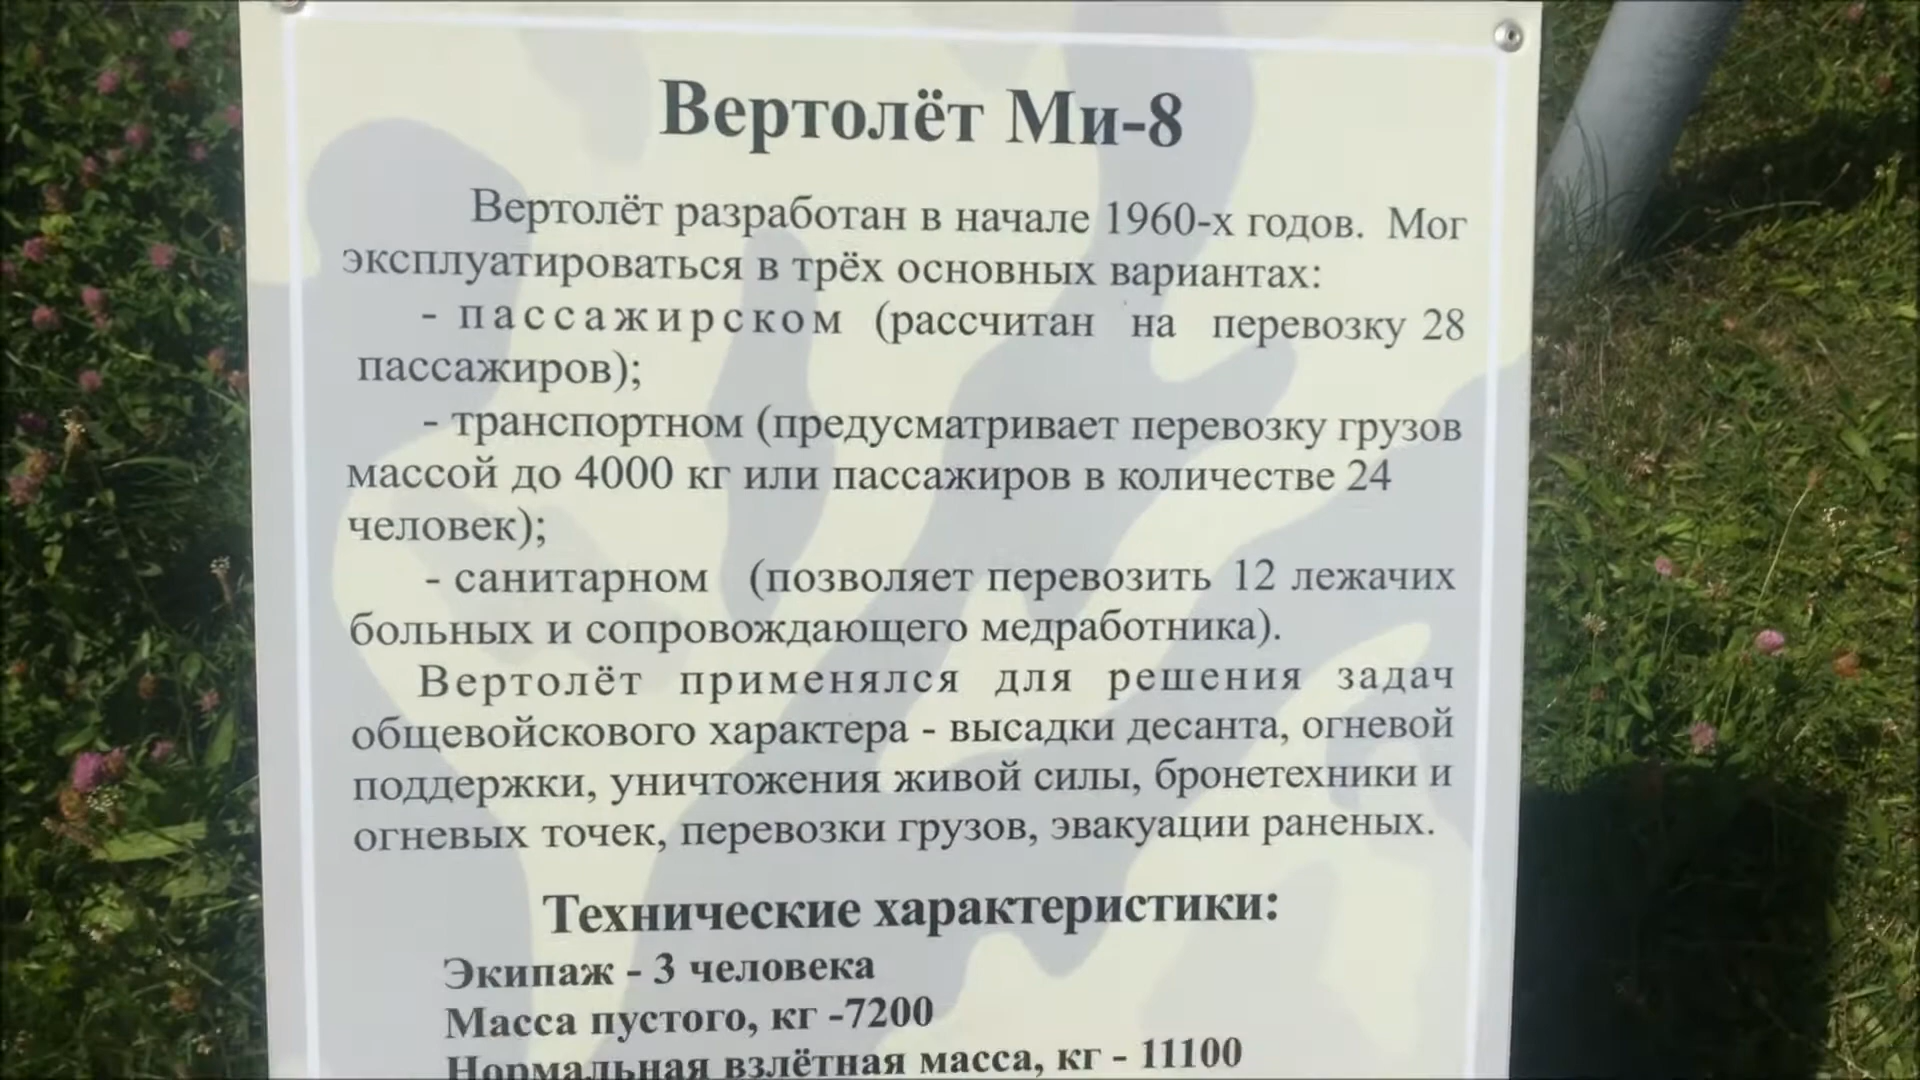 Вертолёт Ми-8
Вертолёт разработан в начале 1960-х годов. Мог
эксплуатироваться в трёх основных вариантах:
- пассажирском (рассчитан на перевозку 28
пассажиров);
- транспортном (предусматривает перевозку грузов
массой до 4000 кг или пассажиров в количестве 24
человек);
- санитарном (позволяет перевозить 12 лежачих
больных и сопровождающего медработника).
Вертолёт применялся для решения задач
общевойскового характера - высадки десанта, огневой
поддержки, уничтожения живой силы, бронетехники и
огневых точек, перевозки грузов, эвакуации раненых.
Технические характеристики:
Экипаж - 3 человека
Масса пустого, кг -7200
Нормальная взлётная масса, кг - 11100